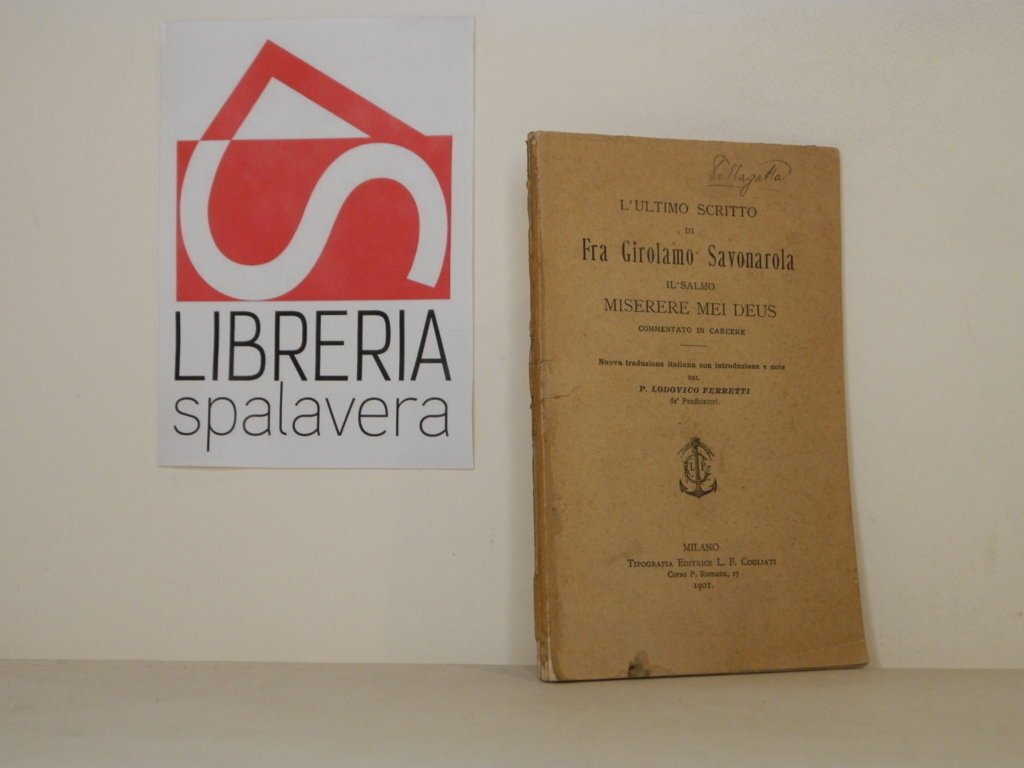 LIBRERIA
spalavera
L'ULTIMO SCRITTO
DI
Fra Girolamo Savonarola
IL SALMO
MISERERE MEI DEUS
COMMENTATO IN CARCERE
Nuova traduzione italiana con introduzione e note
DEL
P. LODOVICO FERRETTI
de' Predicatori.
MILANO
TIPOGRAFIA EDITRICE L. F. COGLIATI
Corso P. Romana, 17
1901.